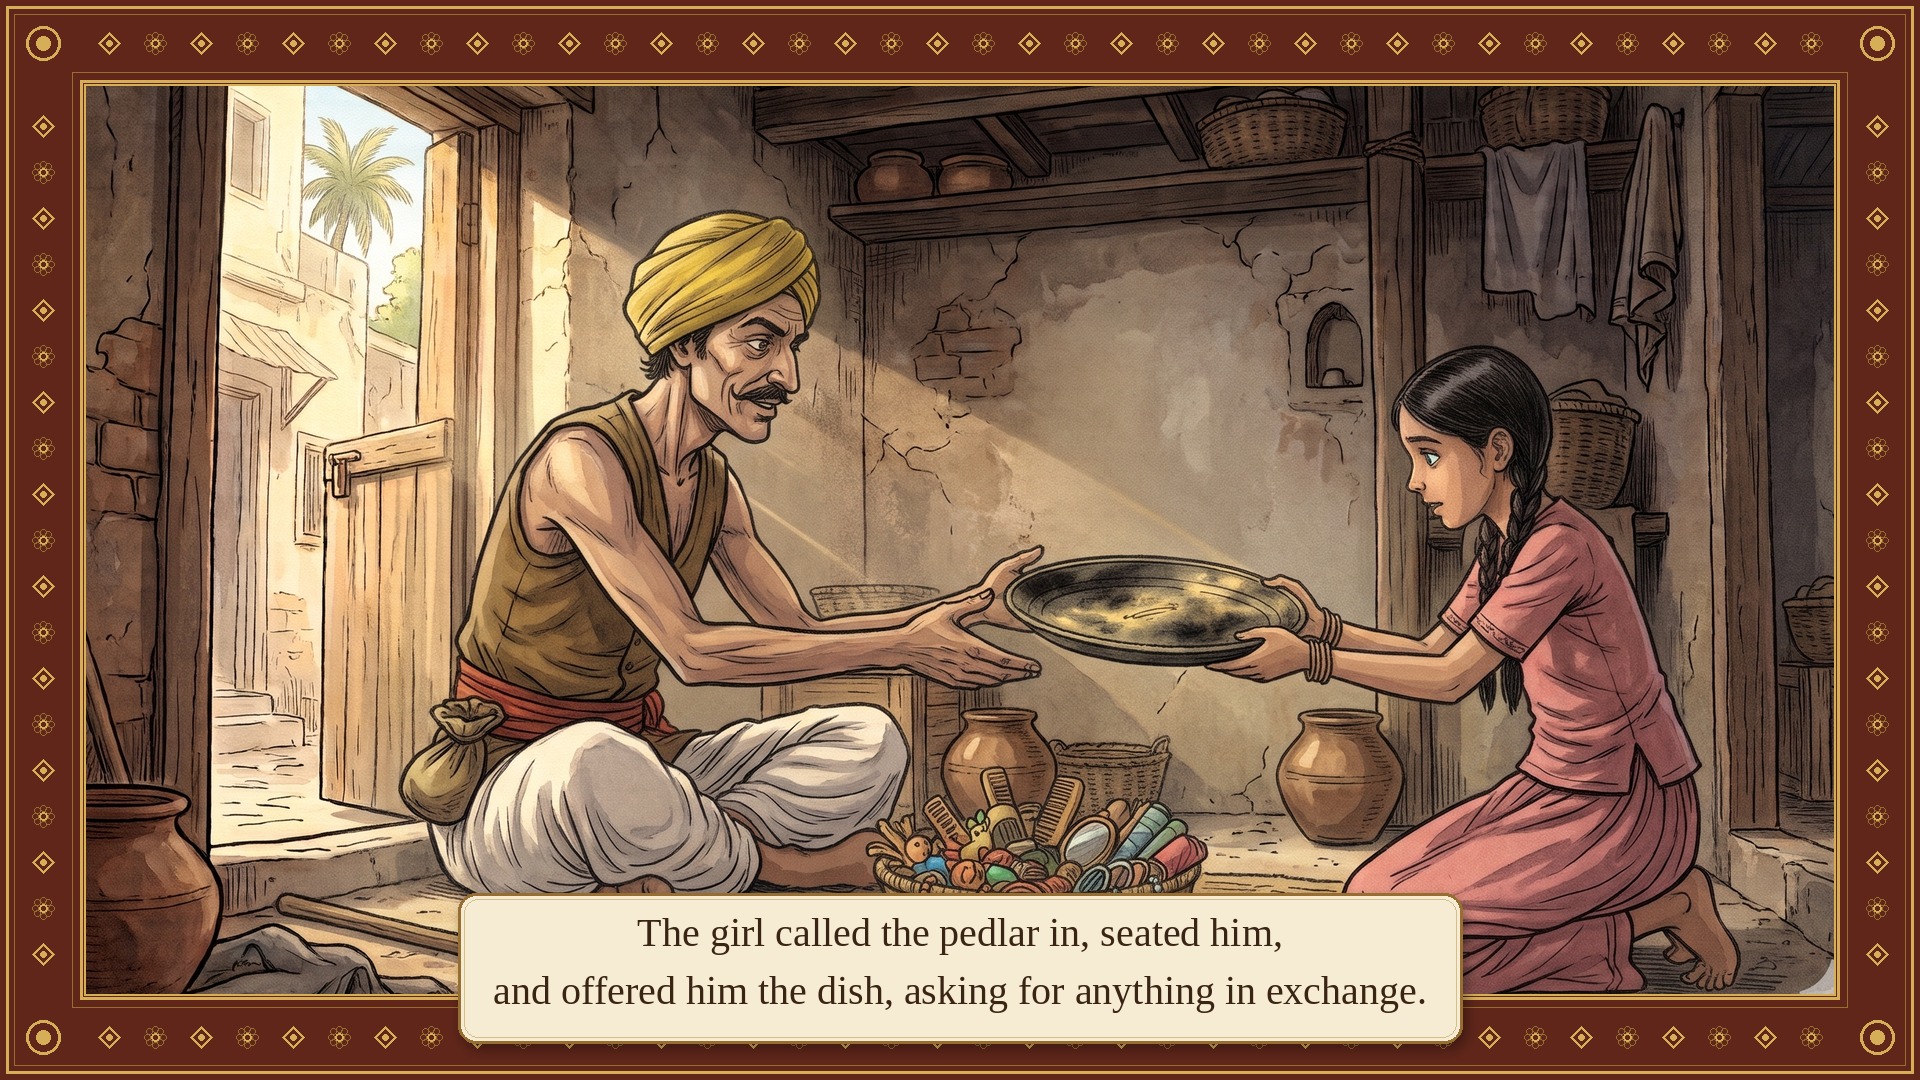 The girl called the pedlar in, seated him,
and offered him the dish, asking for anything in exchange.